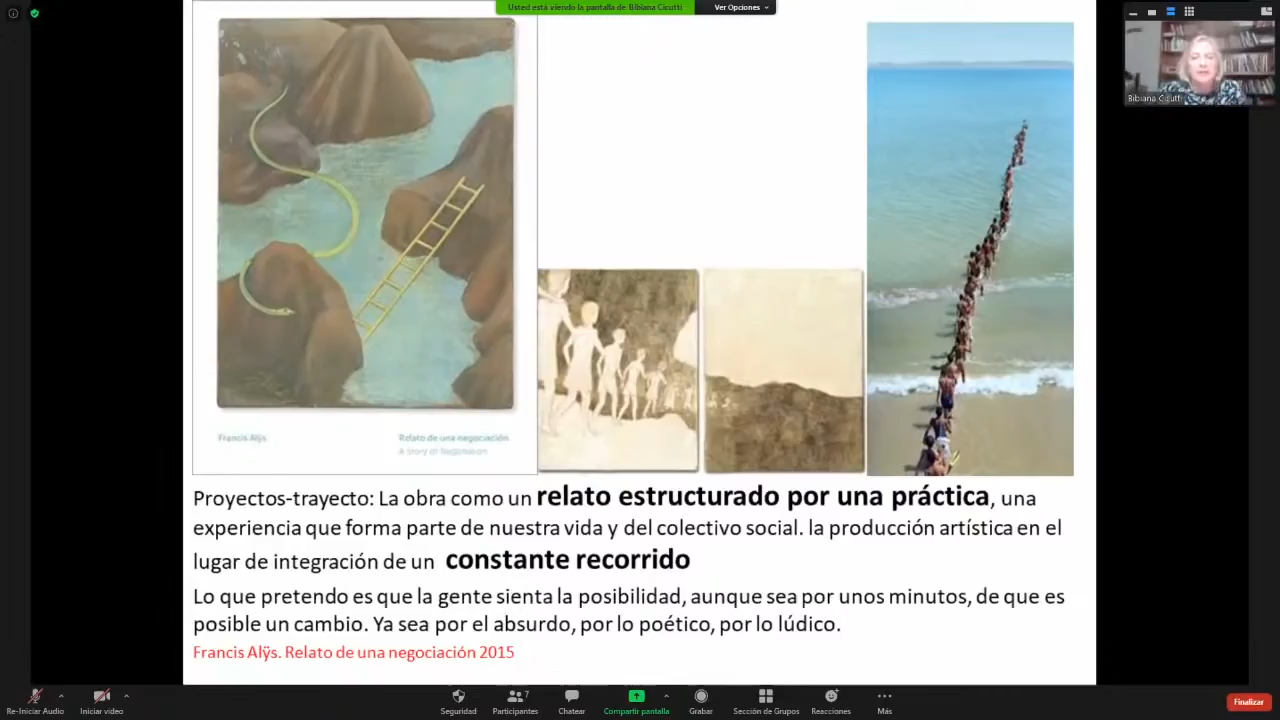 Usted está viendo la pantalla de Bibiana Cicutti
Ver Opciones
Bibiana Cicutti
Francis Alÿs
Relato de una negociación
A Story of Negotiation
Proyectos-trayecto: La obra como un relato estructurado por una práctica, una
experiencia que forma parte de nuestra vida y del colectivo social. la producción artística en el
lugar de integración de un constante recorrido
Lo que pretendo es que la gente sienta la posibilidad, aunque sea por unos minutos, de que es
posible un cambio. Ya sea por el absurdo, por lo poético, por lo lúdico.
Francis Alÿs. Relato de una negociación 2015
Re-Iniciar Audio
Iniciar video
Seguridad
7
Participantes
Chatear
Compartir pantalla
Grabar
Sección de Grupos
Reacciones
Más
Finalizar